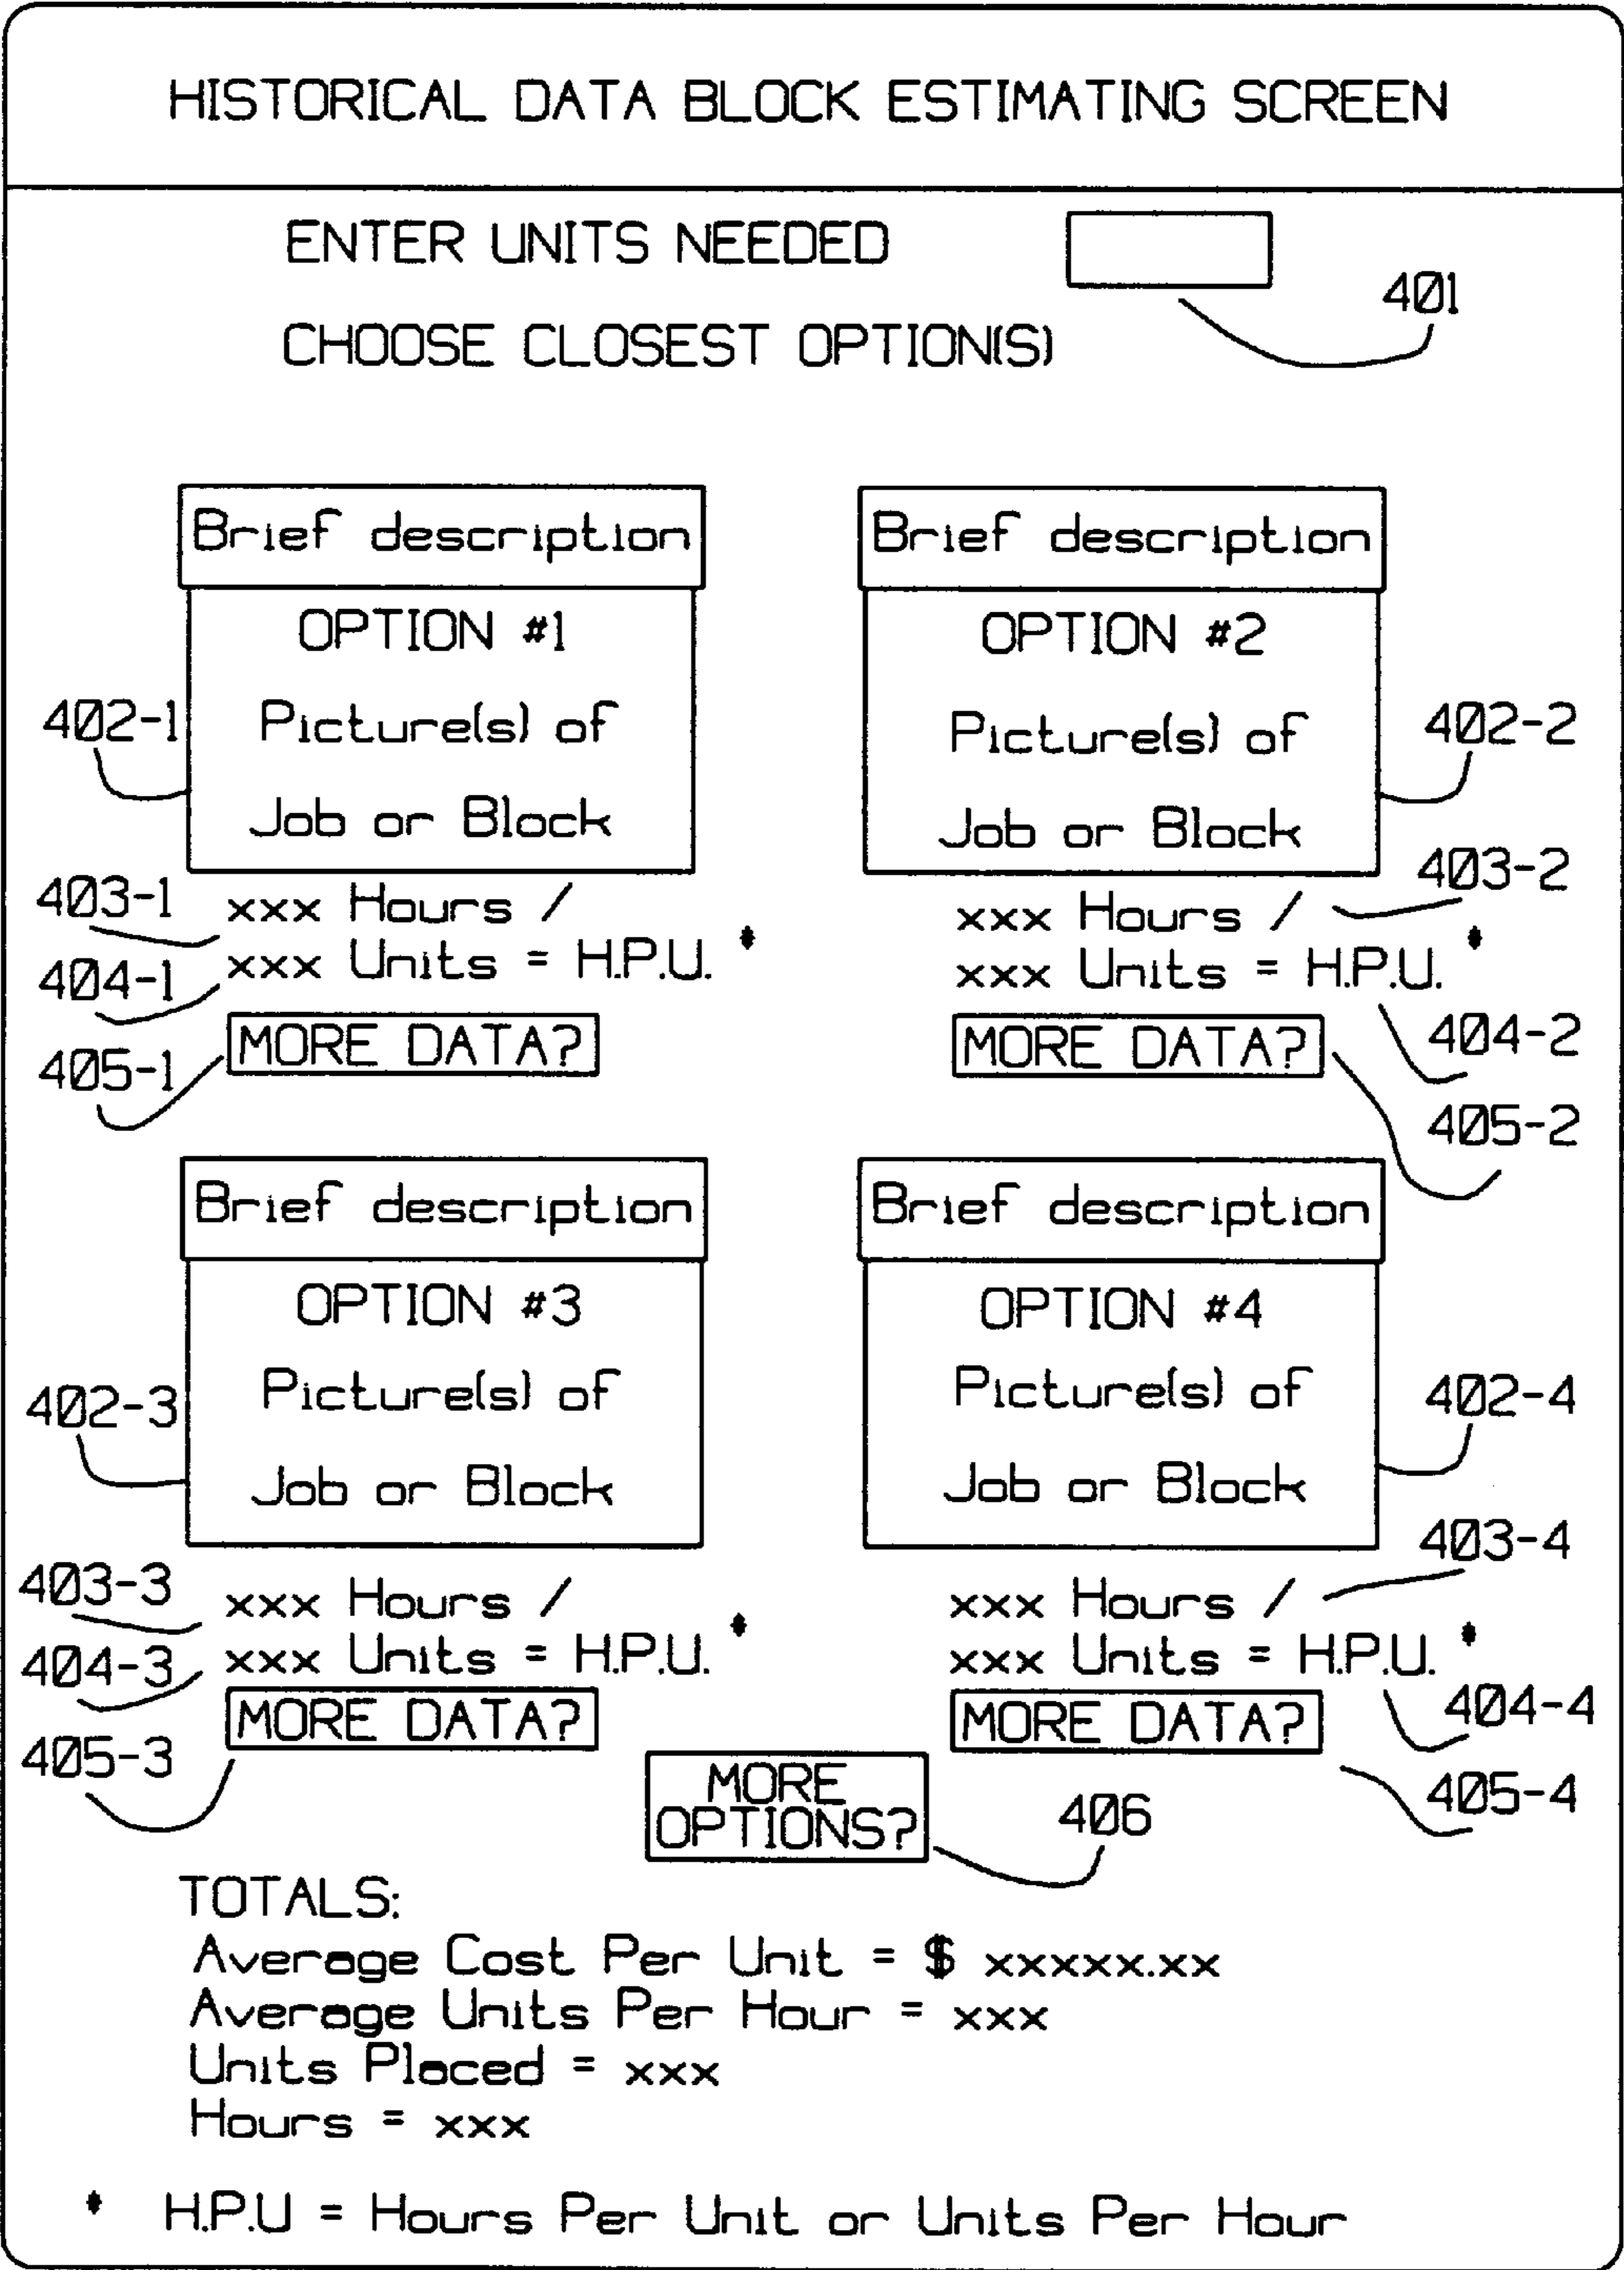 HISTORICAL DATA BLOCK ESTIMATING SCREEN
ENTER UNITS NEEDED
401
CHOOSE CLOSEST OPTION(S)
Brief description
OPTION #1
Picture(s) of
Job or Block
402-1
403-1
xxx Hours /
404-1
xxx Units = H.P.U. *
405-1
MORE DATA?
Brief description
OPTION #2
Picture(s) of
Job or Block
402-2
403-2
xxx Hours /
xxx Units = H.P.U. *
404-2
MORE DATA?
405-2
Brief description
OPTION #3
Picture(s) of
Job or Block
402-3
403-3
xxx Hours /
404-3
xxx Units = H.P.U. *
405-3
MORE DATA?
Brief description
OPTION #4
Picture(s) of
Job or Block
402-4
403-4
xxx Hours /
xxx Units = H.P.U. *
404-4
MORE DATA?
405-4
MORE
OPTIONS?
406
TOTALS:
Average Cost Per Unit = $ xxxxx.xx
Average Units Per Hour = xxx
Units Placed = xxx
Hours = xxx
* H.P.U = Hours Per Unit or Units Per Hour